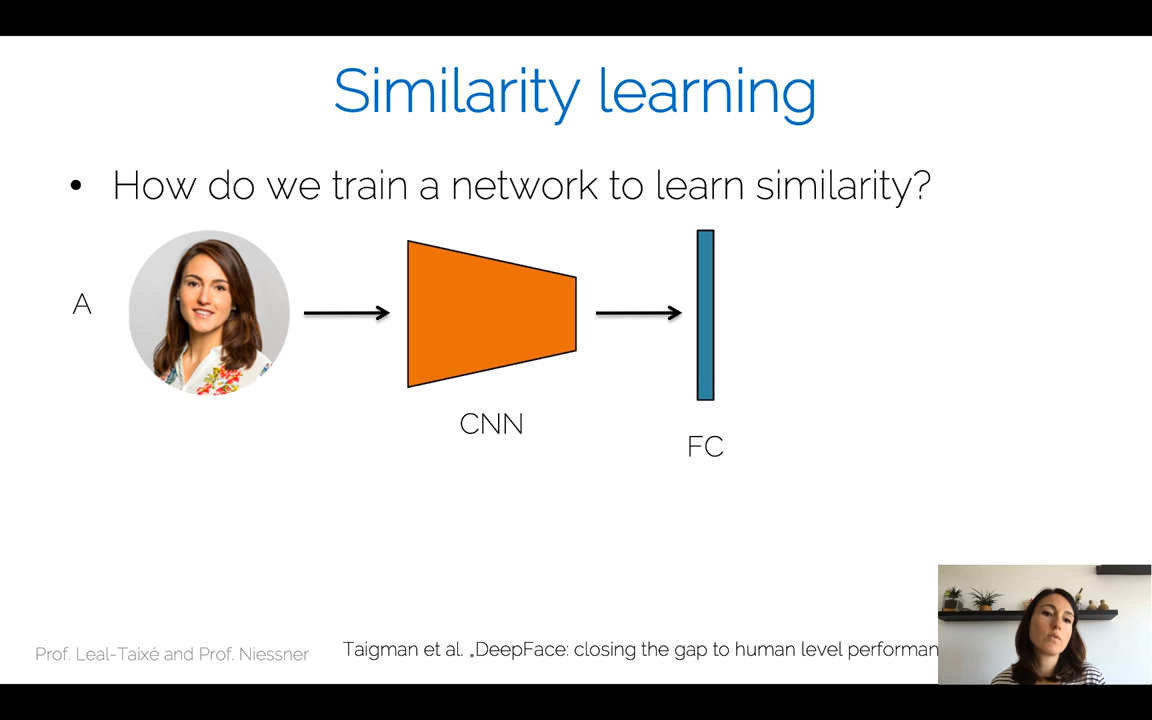 Similarity learning
• How do we train a network to learn similarity?
A
CNN
FC
Prof. Leal-Taixé and Prof. Niessner
Taigman et al. „DeepFace: closing the gap to human level performan